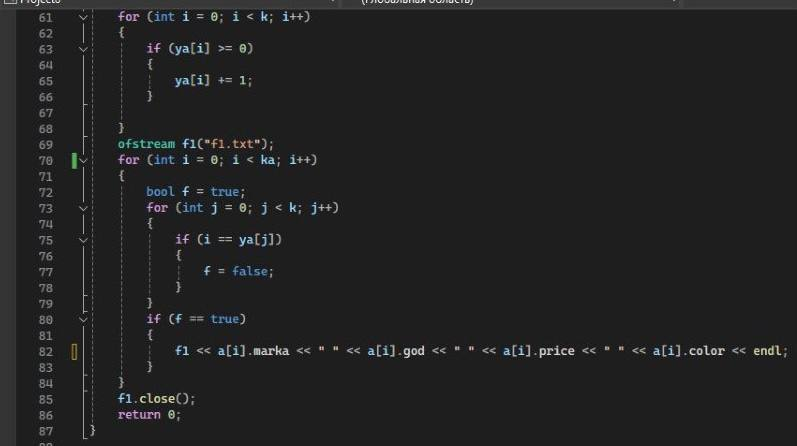 Project6 (Глобальная область)
61 for (int i = 0; i < k; i++)
62 {
63 if (ya[i] >= 0)
64 {
65 ya[i] += 1;
66 }
67
68 }
69 ofstream f1("f1.txt");
70 for (int i = 0; i < ka; i++)
71 {
72 bool f = true;
73 for (int j = 0; j < k; j++)
74 {
75 if (i == ya[j])
76 {
77 f = false;
78 }
79 }
80 if (f == true)
81 {
82 f1 << a[i].marka << " " << a[i].god << " " << a[i].price << " " << a[i].color << endl;
83 }
84 }
85 f1.close();
86 return 0;
87 }